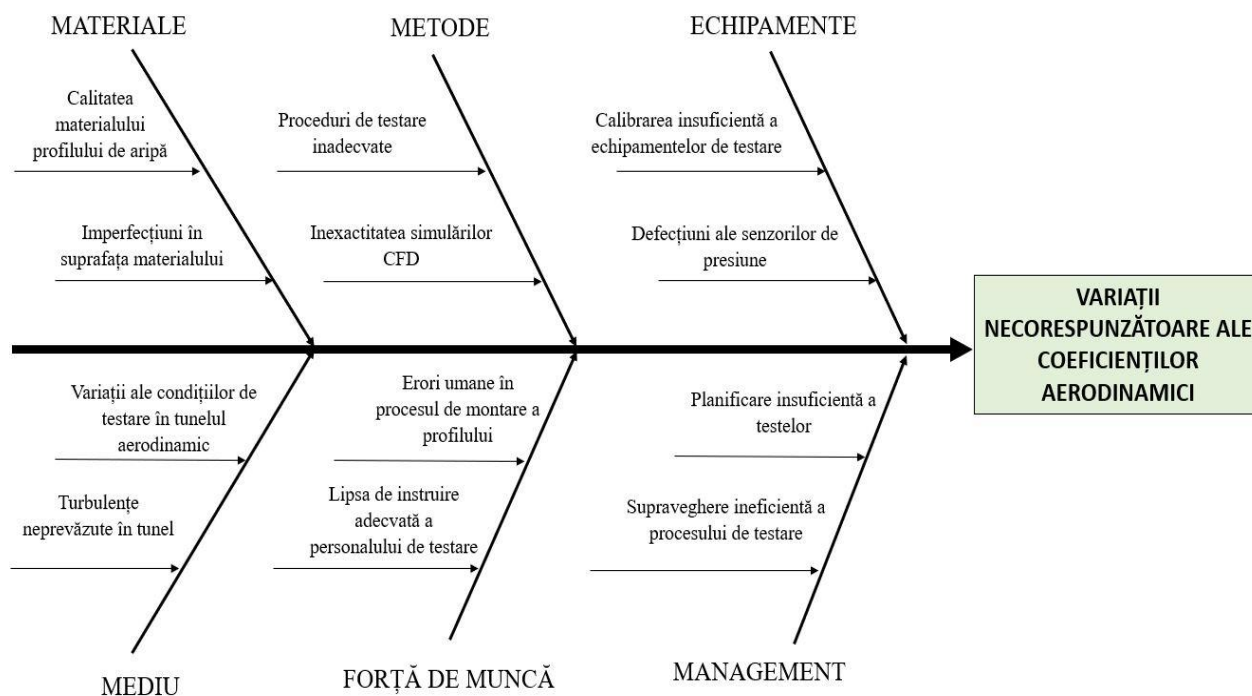 MATERIALE
METODE
ECHIPAMENTE
Calitatea
materialului
profilului de aripă
Imperfecțiuni în
suprafața materialului
Proceduri de testare
inadecvate
Inexactitatea simulărilor
CFD
Calibrarea insuficientă a
echipamentelor de testare
Defecțiuni ale senzorilor de
presiune
VARIAȚII
NECORESPUNZĂTOARE ALE
COEFICIENȚILOR
AERODINAMICI
Variații ale condițiilor de
testare în tunelul
aerodinamic
Turbulențe
neprevăzute în tunel
Erori umane în
procesul de montare a
profilului
Lipsa de instruire
adecvată a
personalului de testare
Planificare insuficientă a
testelor
Supraveghere ineficientă a
procesului de testare
MEDIU
FORȚĂ DE MUNCĂ
MANAGEMENT